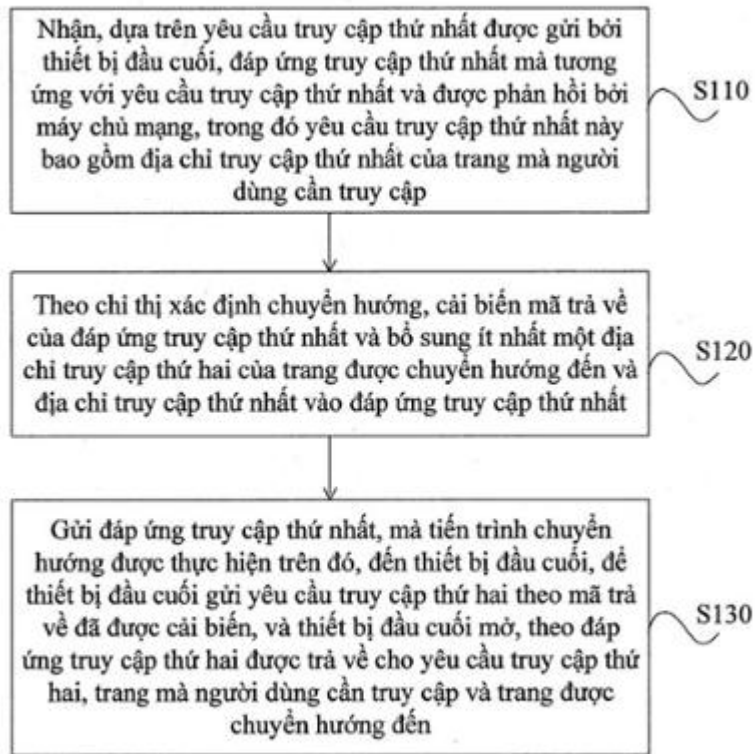 Nhận, dựa trên yêu cầu truy cập thứ nhất được gửi bởi
thiết bị đầu cuối, đáp ứng truy cập thứ nhất mà tương
ứng với yêu cầu truy cập thứ nhất và được phản hồi bởi
máy chủ mạng, trong đó yêu cầu truy cập thứ nhất này
bao gồm địa chỉ truy cập thứ nhất của trang mà người
dùng cần truy cập
S110
Theo chỉ thị xác định chuyển hướng, cải biến mã trả về
của đáp ứng truy cập thứ nhất và bổ sung ít nhất một địa
chỉ truy cập thứ hai của trang được chuyển hướng đến và
địa chỉ truy cập thứ nhất vào đáp ứng truy cập thứ nhất
S120
Gửi đáp ứng truy cập thứ nhất, mà tiến trình chuyển
hướng được thực hiện trên đó, đến thiết bị đầu cuối, để
thiết bị đầu cuối gửi yêu cầu truy cập thứ hai theo mã trả
về đã được cải biến, và thiết bị đầu cuối mở, theo đáp
ứng truy cập thứ hai được trả về cho yêu cầu truy cập thứ
hai, trang mà người dùng cần truy cập và trang được
chuyển hướng đến
S130